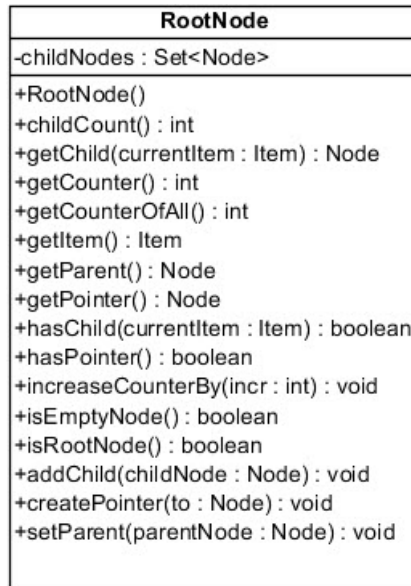 RootNode
-childNodes : Set<Node>
+RootNode()
+childCount() : int
+getChild(currentItem : Item) : Node
+getCounter() : int
+getCounterOfAll() : int
+getItem() : Item
+getParent() : Node
+getPointer() : Node
+hasChild(currentItem : Item) : boolean
+hasPointer() : boolean
+increaseCounterBy(incr : int) : void
+isEmptyNode() : boolean
+isRootNode() : boolean
+addChild(childNode : Node) : void
+createPointer(to : Node) : void
+setParent(parentNode : Node) : void